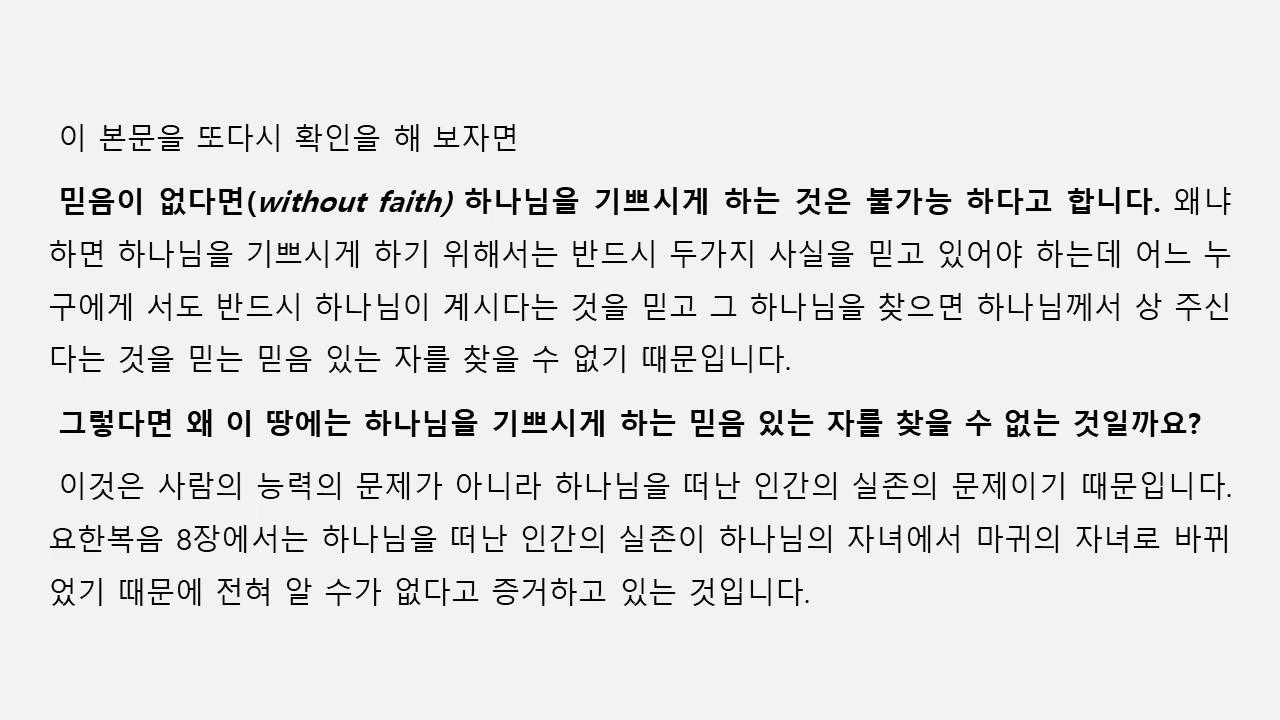 이 본문을 또다시 확인을 해 보자면
믿음이 없다면(without faith) 하나님을 기쁘시게 하는 것은 불가능 하다고 합니다. 왜냐
하면 하나님을 기쁘시게 하기 위해서는 반드시 두가지 사실을 믿고 있어야 하는데 어느 누
구에게 서도 반드시 하나님이 계시다는 것을 믿고 그 하나님을 찾으면 하나님께서 상 주신
다는 것을 믿는 믿음 있는 자를 찾을 수 없기 때문입니다.
그렇다면 왜 이 땅에는 하나님을 기쁘시게 하는 믿음 있는 자를 찾을 수 없는 것일까요?
이것은 사람의 능력의 문제가 아니라 하나님을 떠난 인간의 실존의 문제이기 때문입니다.
요한복음 8장에서는 하나님을 떠난 인간의 실존이 하나님의 자녀에서 마귀의 자녀로 바뀌
었기 때문에 전혀 알 수가 없다고 증거하고 있는 것입니다.